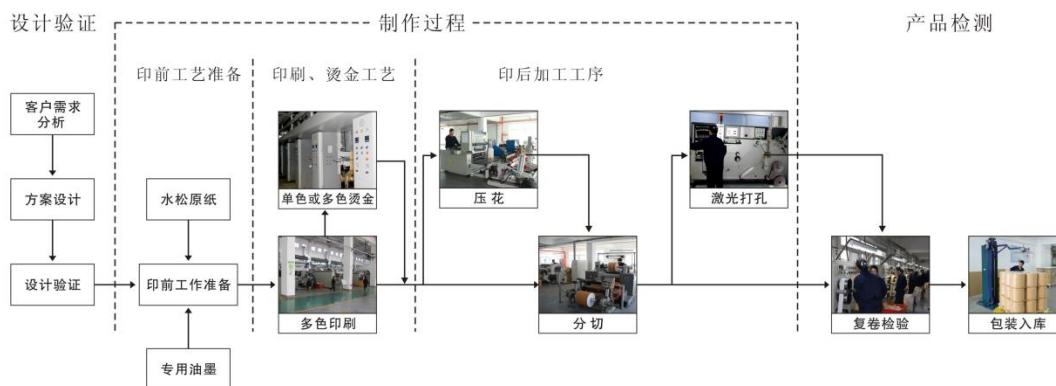 设计验证
制作过程
产品检测
印前工艺准备
印刷、烫金工艺
印后加工工序
客户需求
分析
方案设计
设计验证
水松原纸
印前工作准备
专用油墨
单色或多色烫金
多色印刷
压花
分切
激光打孔
复卷检验
包装入库